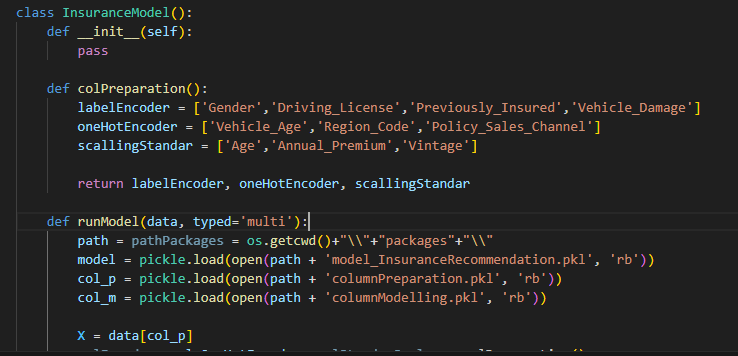 class InsuranceModel():
def __init__(self):
pass
def colPreparation():
labelEncoder = ['Gender','Driving_License','Previously_Insured','Vehicle_Damage']
oneHotEncoder = ['Vehicle_Age','Region_Code','Policy_Sales_Channel']
scallingStandar = ['Age','Annual_Premium','Vintage']
return labelEncoder, oneHotEncoder, scallingStandar
def runModel(data, typed='multi'):
path = pathPackages = os.getcwd()+"\\"+"packages"+"\\"
model = pickle.load(open(path + 'model_InsuranceRecommendation.pkl', 'rb'))
col_p = pickle.load(open(path + 'columnPreparation.pkl', 'rb'))
col_m = pickle.load(open(path + 'columnModelling.pkl', 'rb'))
X = data[col_p]